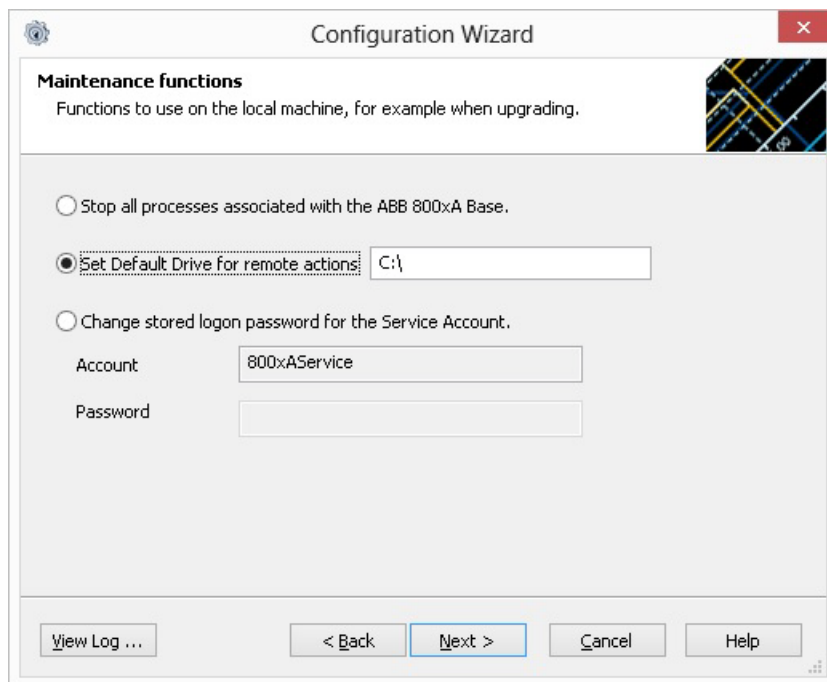 Configuration Wizard
Maintenance functions
Functions to use on the local machine, for example when upgrading.
Stop all processes associated with the ABB 800xA Base.
Set Default Drive for remote actions C:\
Change stored logon password for the Service Account.
Account 800xAService
Password
View Log ... < Back Next > Cancel Help